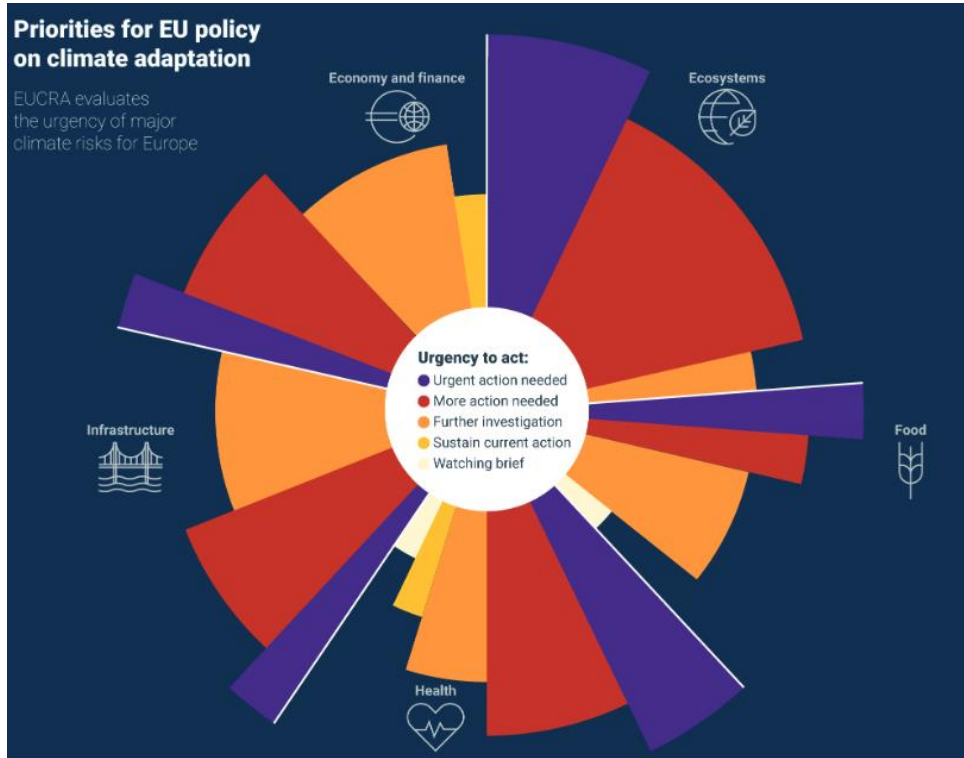 Priorities for EU policy
on climate adaptation
EUCRA evaluates
the urgency of major
climate risks for Europe
Economy and finance
Ecosystems
Urgency to act:
Urgent action needed
More action needed
Further investigation
Sustain current action
Watching brief
Infrastructure
Food
Health